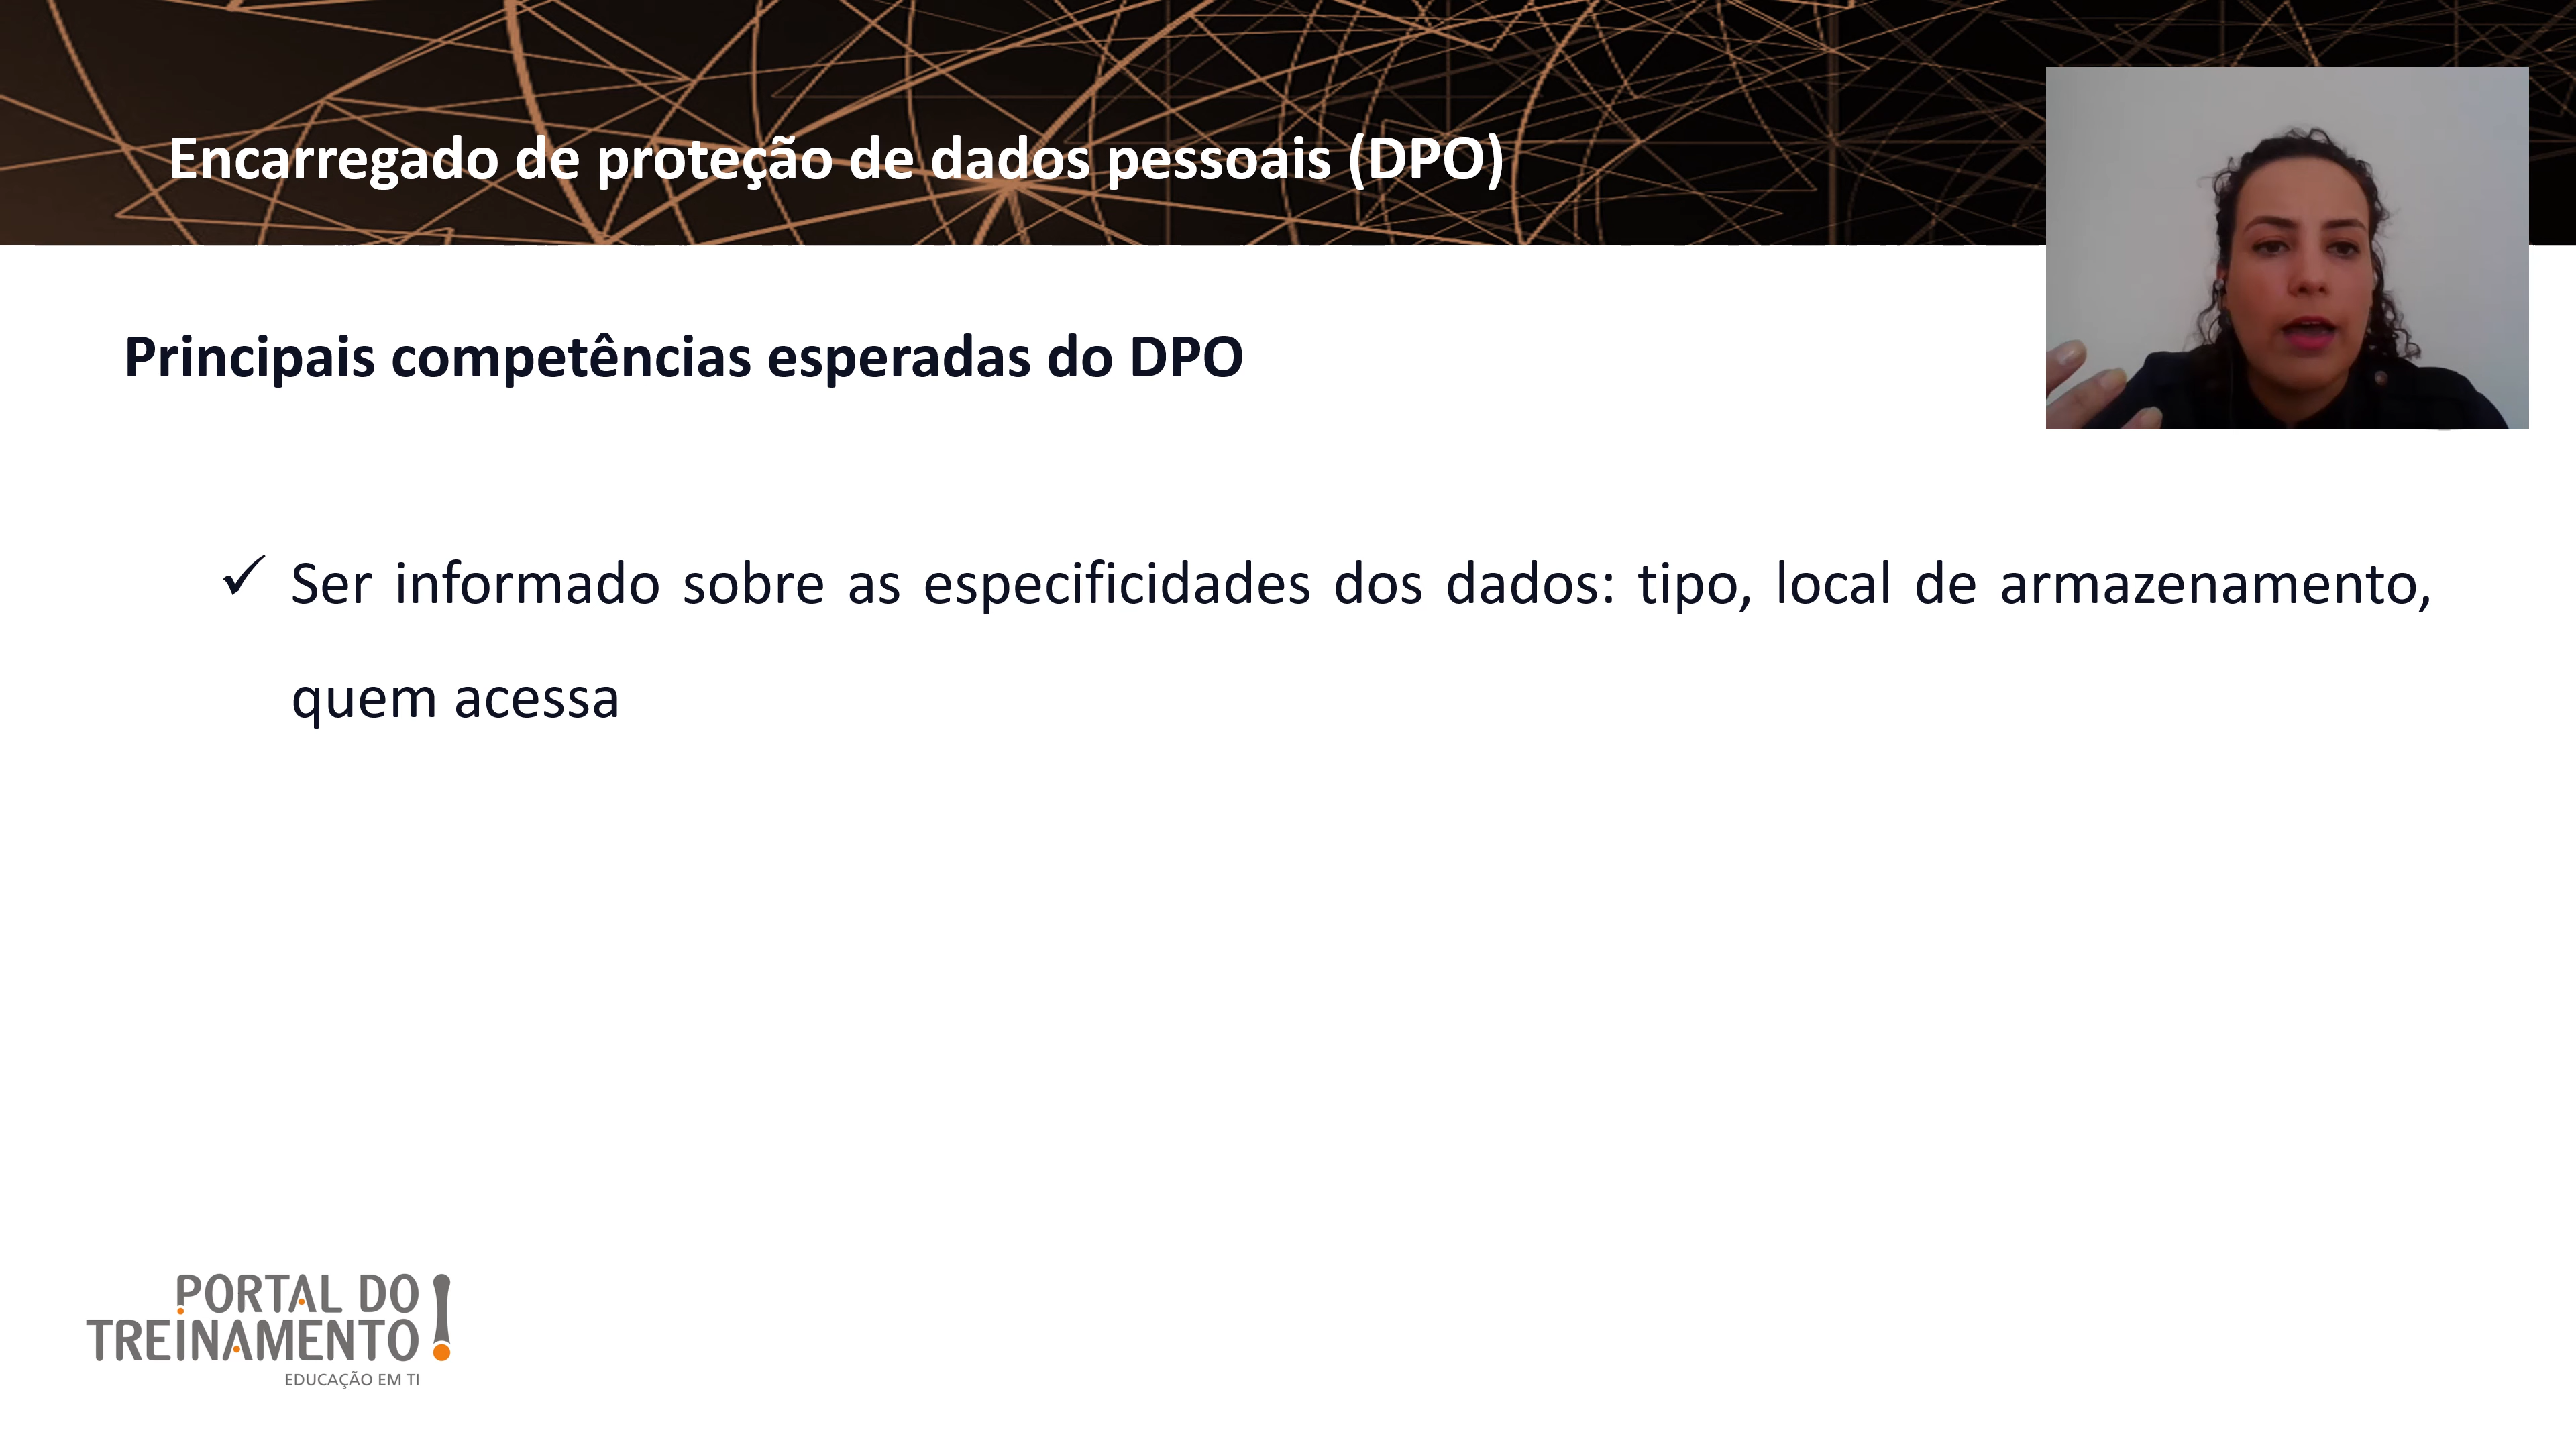 Encarregado de proteção de dados pessoais (DPO)
Principais competências esperadas do DPO
✓ Ser informado sobre as especificidades dos dados: tipo, local de armazenamento,
quem acessa
PORTAL DO
TREINAMENTO!
EDUCAÇÃO EM TI